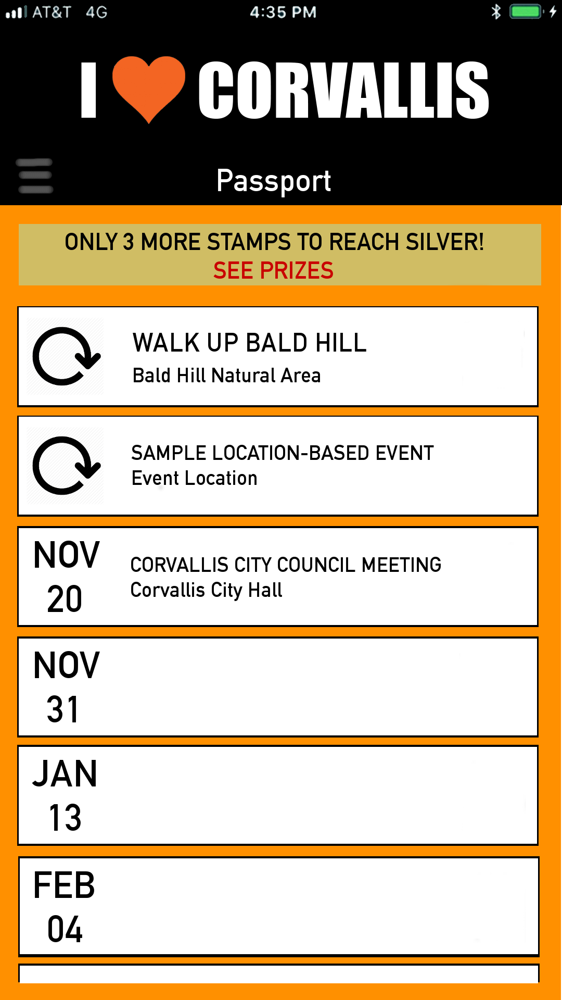 AT&T 4G 4:35 PM
I CORVALLIS
Passport
ONLY 3 MORE STAMPS TO REACH SILVER!
SEE PRIZES
WALK UP BALD HILL
Bald Hill Natural Area
SAMPLE LOCATION-BASED EVENT
Event Location
NOV
20
CORVALLIS CITY COUNCIL MEETING
Corvallis City Hall
NOV
31
JAN
13
FEB
04